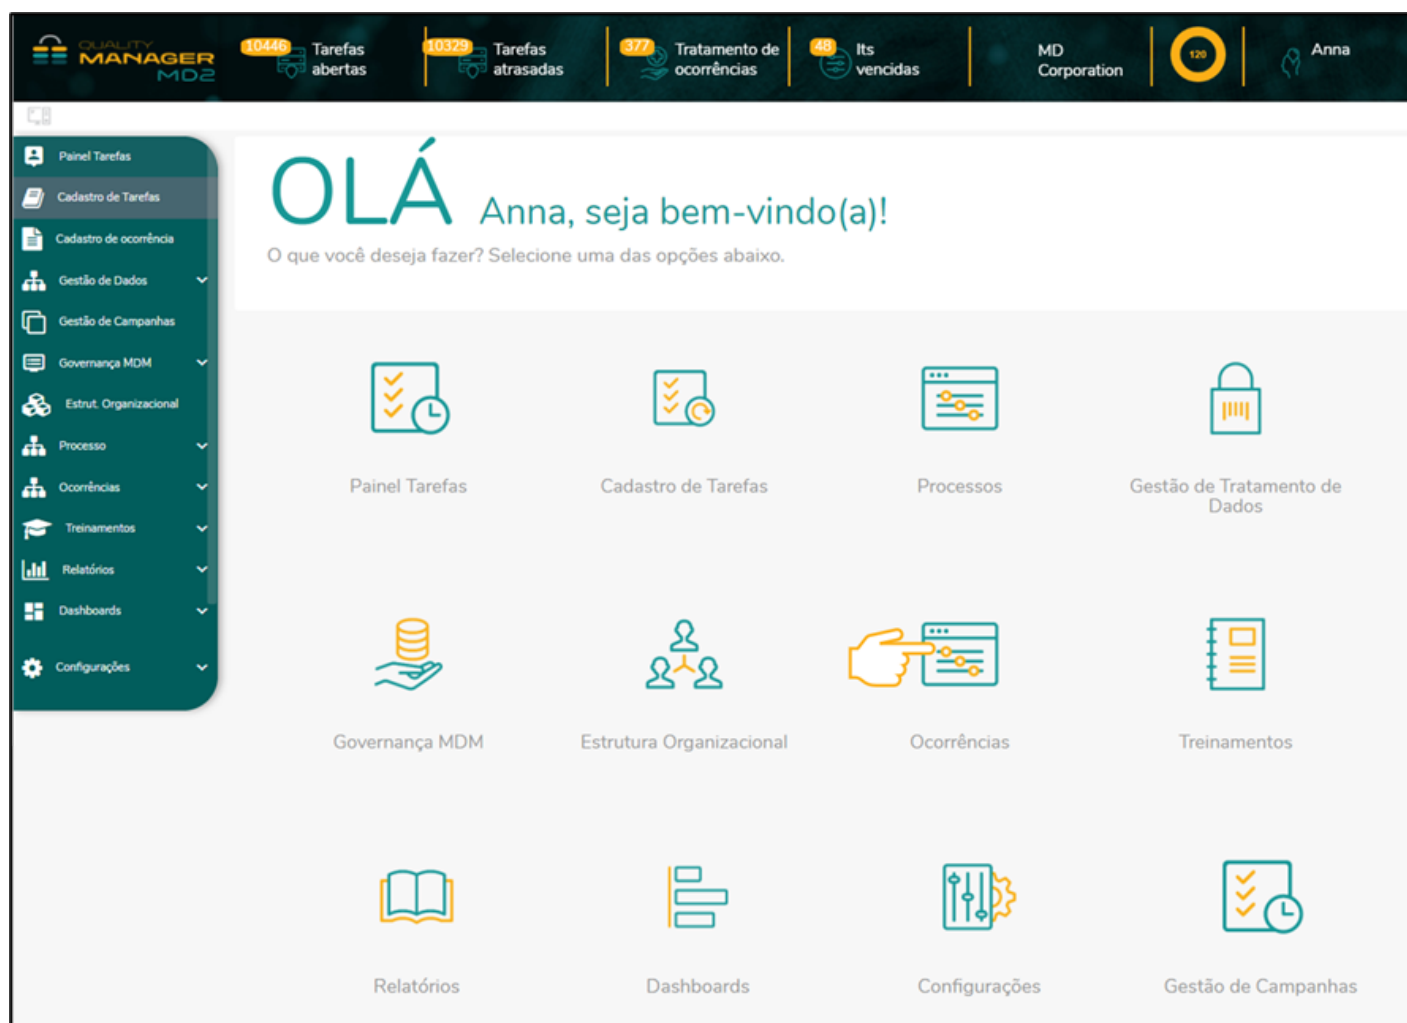 QUALITY
MANAGER
MD2
10446
Tarefas
abertas
10329
Tarefas
atrasadas
377
Tratamento de
ocorrências
48
Its
vencidas
MD
Corporation
120
Anna
Painel Tarefas
Cadastro de Tarefas
Cadastro de ocorrência
Gestão de Dados
Gestão de Campanhas
Governança MDM
Estrut. Organizacional
Processo
Ocorrências
Treinamentos
Relatórios
Dashboards
Configurações
OLÁ Anna, seja bem-vindo(a)!
O que você deseja fazer? Selecione uma das opções abaixo.
Painel Tarefas
Cadastro de Tarefas
Processos
Gestão de Tratamento de
Dados
Governança MDM
Estrutura Organizacional
Ocorrências
Treinamentos
Relatórios
Dashboards
Configurações
Gestão de Campanhas